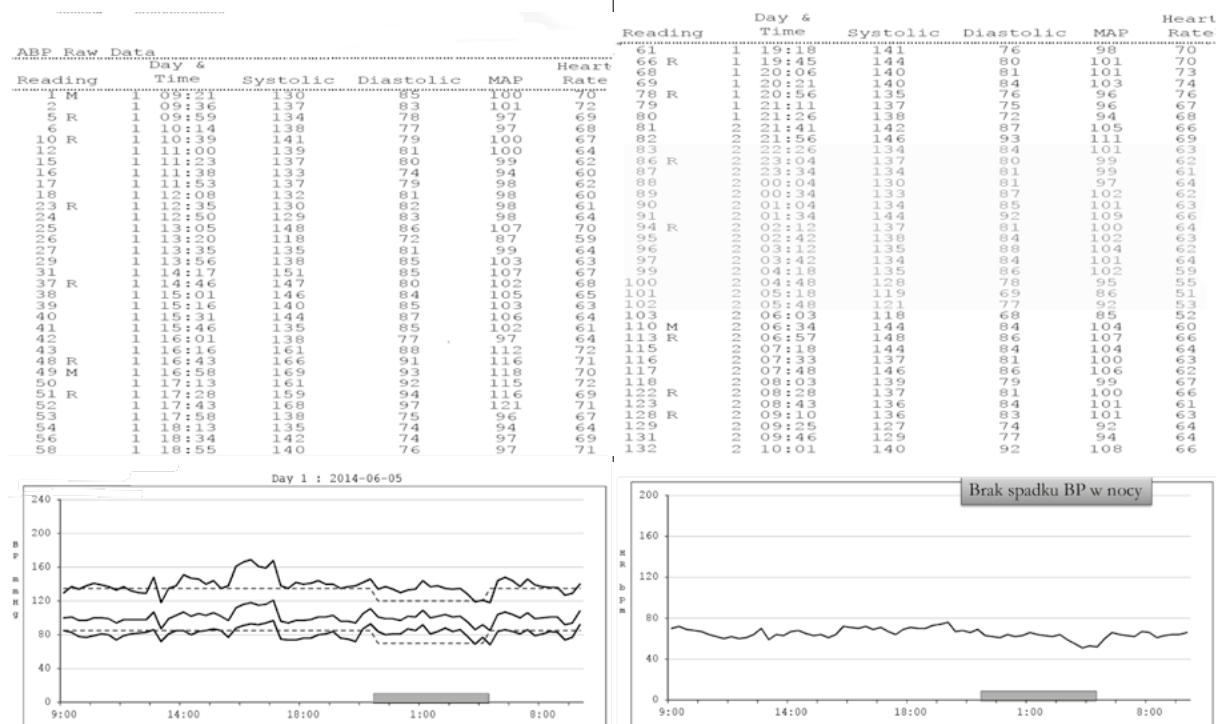 ABP Raw Data
Reading Day & Time Systolic Diastolic MAP Heart Rate
1 M 1 09:21 130 85 100 70
2 1 09:36 137 83 101 72
5 R 1 09:59 134 78 97 69
6 1 10:14 138 77 97 68
10 R 1 10:39 141 79 100 67
12 1 11:00 139 81 100 64
15 1 11:23 137 80 99 62
16 1 11:38 133 74 94 60
17 1 11:53 137 79 98 62
18 1 12:08 132 81 98 60
23 R 1 12:35 130 82 98 61
24 1 12:50 129 83 98 64
25 1 13:05 148 86 107 70
26 1 13:20 118 72 87 59
27 1 13:35 135 81 99 64
29 1 13:56 138 85 103 63
31 1 14:17 151 85 107 67
37 R 1 14:46 147 80 102 68
38 1 15:01 146 84 105 65
39 1 15:16 140 85 103 63
40 1 15:31 144 87 106 64
41 1 15:46 135 85 102 61
42 1 16:01 138 77 97 64
43 1 16:16 161 88 112 72
48 R 1 16:43 166 91 116 71
49 M 1 16:58 169 93 118 70
50 1 17:13 161 92 115 72
51 R 1 17:28 159 94 116 69
52 1 17:43 168 97 121 71
53 1 17:58 138 75 96 67
54 1 18:13 135 74 94 64
56 1 18:34 142 74 97 69
58 1 18:55 140 76 97 71
Reading Day & Time Systolic Diastolic MAP Heart Rate
61 1 19:18 141 76 98 70
66 R 1 19:45 144 80 101 70
68 1 20:06 140 81 101 73
69 1 20:21 140 84 103 74
78 R 1 20:56 135 76 96 76
79 1 21:11 137 75 96 67
80 1 21:26 138 72 94 68
81 2 21:41 142 87 105 66
82 2 21:56 146 93 111 69
83 2 22:26 134 84 101 63
86 R 2 23:04 137 80 99 62
87 2 23:34 134 81 99 61
88 2 00:04 130 81 97 64
89 2 00:34 133 87 102 62
90 2 01:04 134 85 101 63
91 2 01:34 144 92 109 66
94 R 2 02:12 137 81 100 64
95 2 02:42 138 84 102 63
96 2 03:12 135 88 104 62
97 2 03:42 134 84 101 64
99 2 04:18 135 86 102 59
100 2 04:48 128 78 95 55
101 2 05:18 119 69 86 51
102 2 05:48 121 77 92 53
103 2 06:03 118 68 85 52
110 M 2 06:34 144 84 104 60
113 R 2 06:57 148 86 107 66
115 2 07:18 144 84 104 64
116 2 07:33 137 81 100 63
117 2 07:48 146 86 106 62
118 2 08:03 139 79 99 67
122 R 2 08:28 137 81 100 66
123 2 08:43 136 84 101 61
128 R 2 09:10 136 83 101 63
129 2 09:25 127 74 92 64
131 2 09:46 129 77 94 64
132 2 10:01 140 92 108 66
Day 1 : 2014-06-05
BP mmHg
240
200
160
120
80
40
0
9:00 14:00 18:00 1:00 8:00
Brak spadku BP w nocy
HR bpm
200
160
120
80
40
0
9:00 14:00 18:00 1:00 8:00